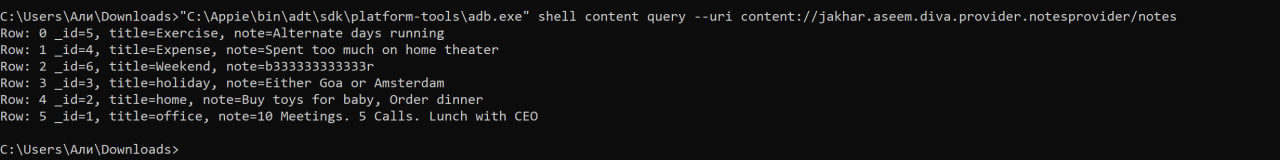 C:\Users\Али\Downloads>"C:\Appie\bin\adt\sdk\platform-tools\adb.exe" shell content query --uri content://jakhar.aseem.diva.provider.notesprovider/notes
Row: 0 _id=5, title=Exercise, note=Alternate days running
Row: 1 _id=4, title=Expense, note=Spent too much on home theater
Row: 2 _id=6, title=Weekend, note=b333333333333r
Row: 3 _id=3, title=holiday, note=Either Goa or Amsterdam
Row: 4 _id=2, title=home, note=Buy toys for baby, Order dinner
Row: 5 _id=1, title=office, note=10 Meetings. 5 Calls. Lunch with CEO
C:\Users\Али\Downloads>